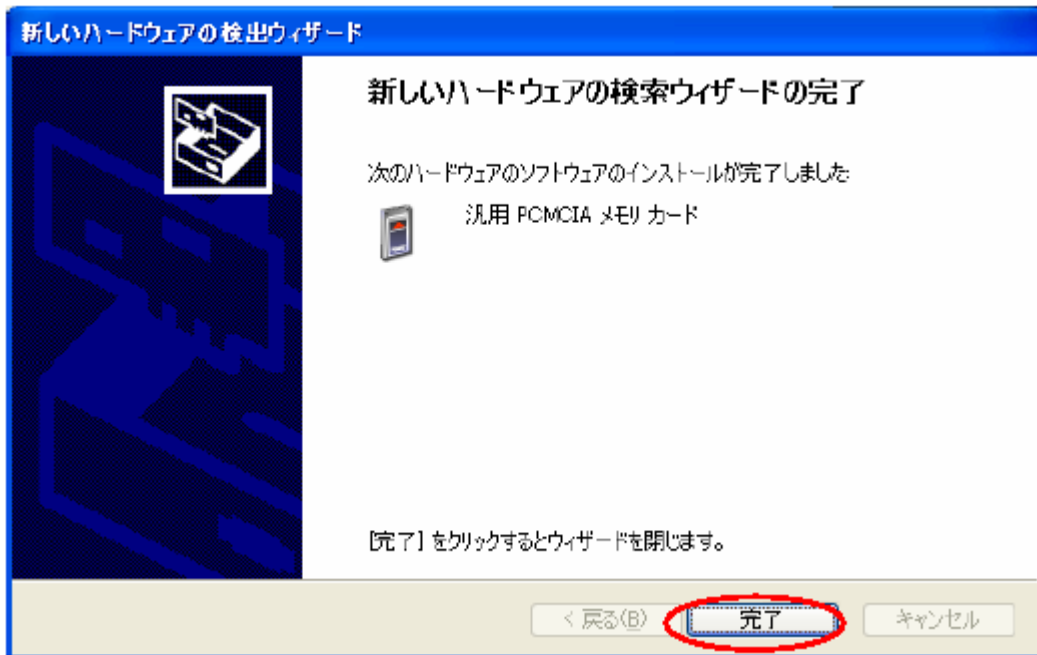 新しいハードウェアの検出ウィザード
新しいハードウェアの検索ウィザードの完了
次のハードウェアのソフトウェアのインストールが完了しました
汎用 PCMCIA メモリ カード
[完了] をクリックするとウィザードを閉じます。
< 戻る(B)
完了
キャンセル